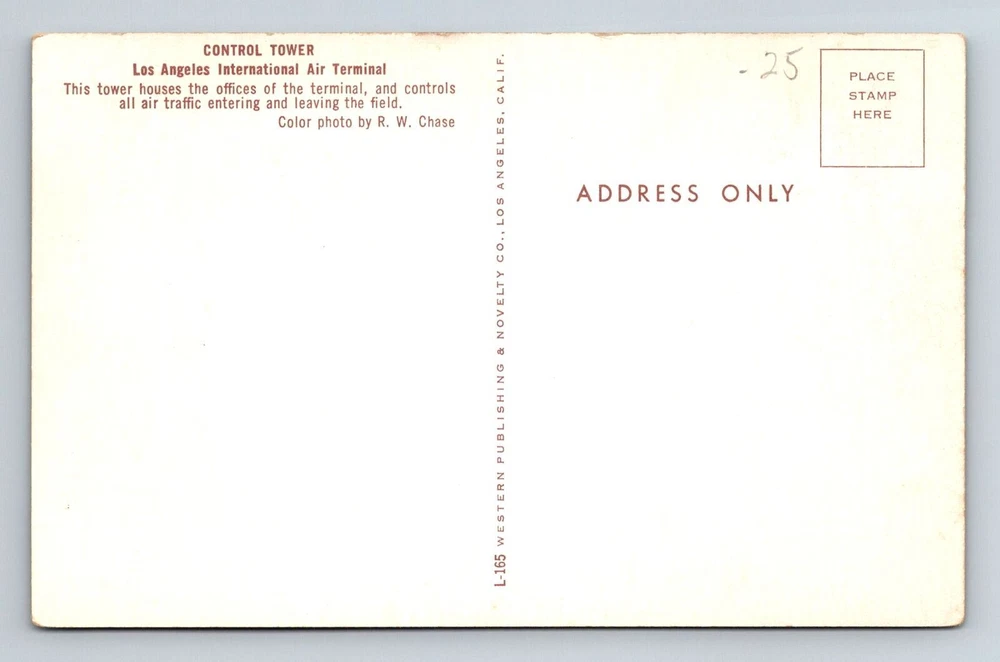 CONTROL TOWER
Los Angeles International Air Terminal
This tower houses the offices of the terminal, and controls
all air traffic entering and leaving the field.
Color photo by R. W. Chase
L-165 WESTERN PUBLISHING & NOVELTY CO., LOS ANGELES, CALIF.
- 25
PLACE
STAMP
HERE
ADDRESS ONLY